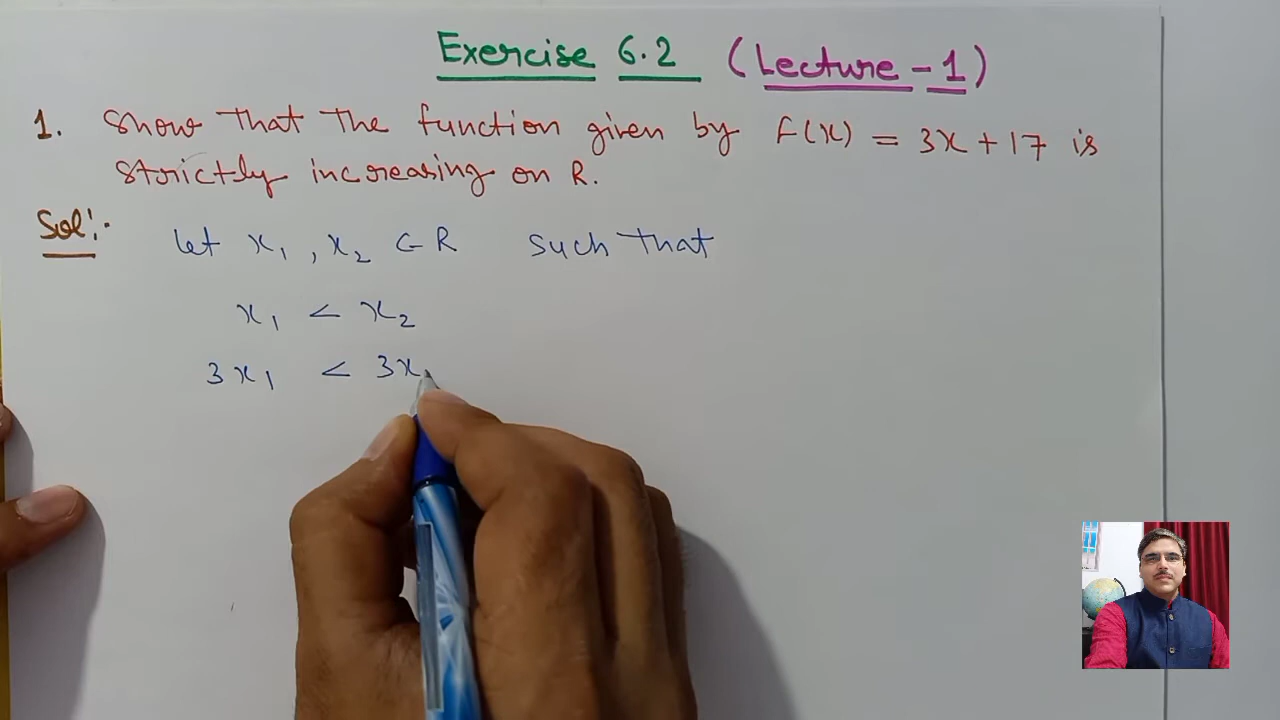 Exercise 6.2 (Lecture - 1)
1. Show that the function given by f(x) = 3x + 17 is
strictly increasing on R.
Sol:- let x₁, x₂ ∈ R such that
x₁ < x₂
3x₁ < 3x